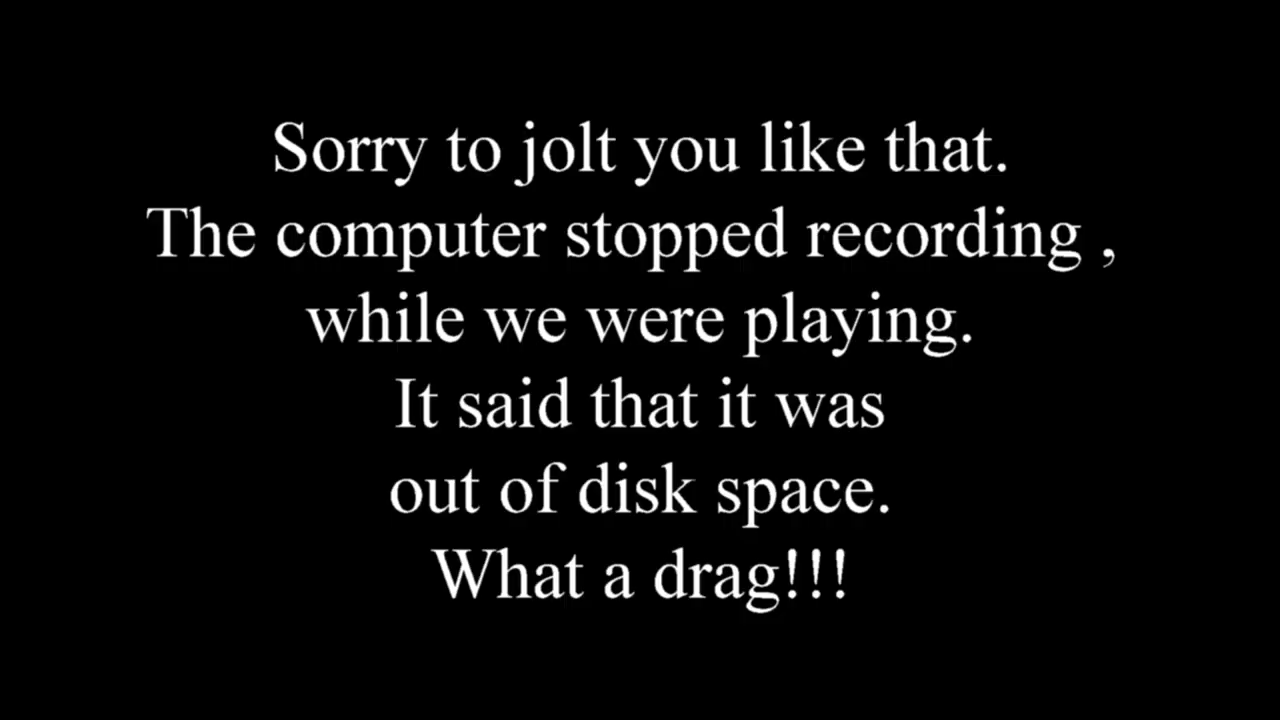 Sorry to jolt you like that.
The computer stopped recording ,
while we were playing.
It said that it was
out of disk space.
What a drag!!!